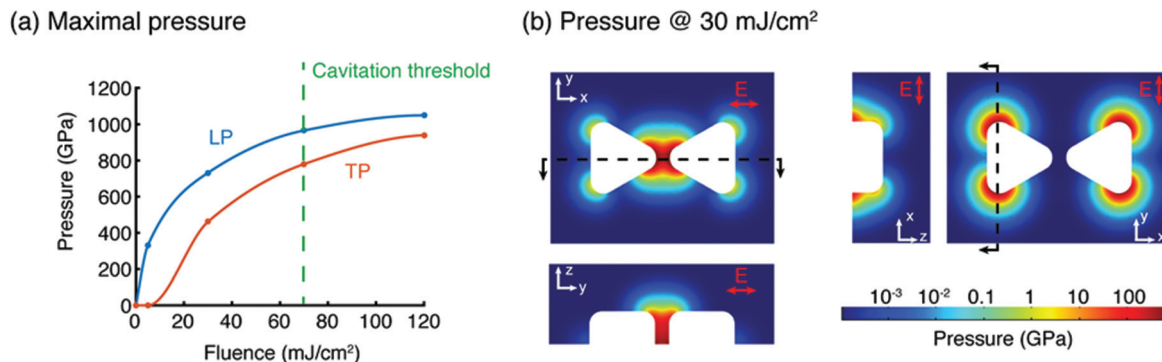 (a) Maximal pressure
Cavitation threshold
1200
1000
800
600
400
200
0
Pressure (GPa)
LP
TP
0 20 40 60 80 100 120
Fluence (mJ/cm²)
(b) Pressure @ 30 mJ/cm²
y
x
E
z
y
E
E
x
z
E
y
x
10⁻³ 10⁻² 0.1 1 10 100
Pressure (GPa)